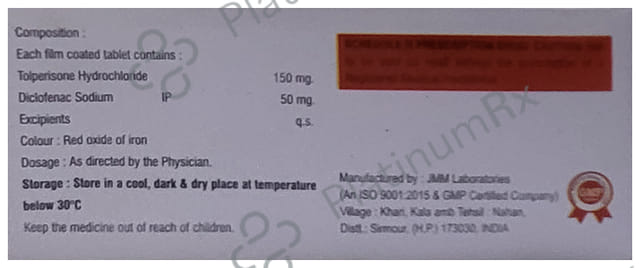 Composition :
Each film coated tablet contains :
Tolperisone Hydrochloride 150 mg.
Diclofenac Sodium IP 50 mg.
Excipients q.s.
Colour : Red oxide of iron
Dosage : As directed by the Physician.
Storage : Store in a cool, dark & dry place at temperature
below 30°C
Keep the medicine out of reach of children.
SCHEDULE H PRESCRIPTION
Manufactured by : JMM Laboratories
(An ISO 9001:2015 & GMP Certified Company)
Village : Khari, Kala amb Tehsil : Nahan,
Distt.: Sirmour, (H.P.) 173030, INDIA
GMP
PlatinumRx